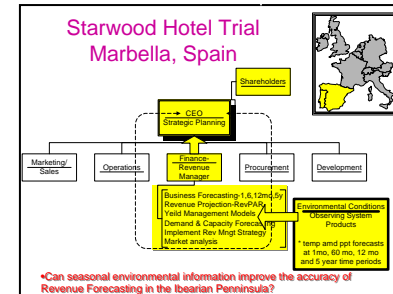 Starwood Hotel Trial
Marbella, Spain
Shareholders
CEO
Strategic Planning
Marketing/
Sales
Operations
Finance-
Revenue
Manager
Procurement
Development
Business Forecasting-1,6,12mo,5y
Revenue Projection-RevPAR
Yeild Management Models
Demand & Capacity Forecasting
Implement Rev Mngt Strategy
Market analysis
Environmental Conditions
Observing System
Products
* temp amd ppt forecasts
at 1mo, 60 mo, 12 mo
and 5 year time periods
•Can seasonal environmental information improve the accuracy of
Revenue Forecasting in the Ibearian Penninsula?